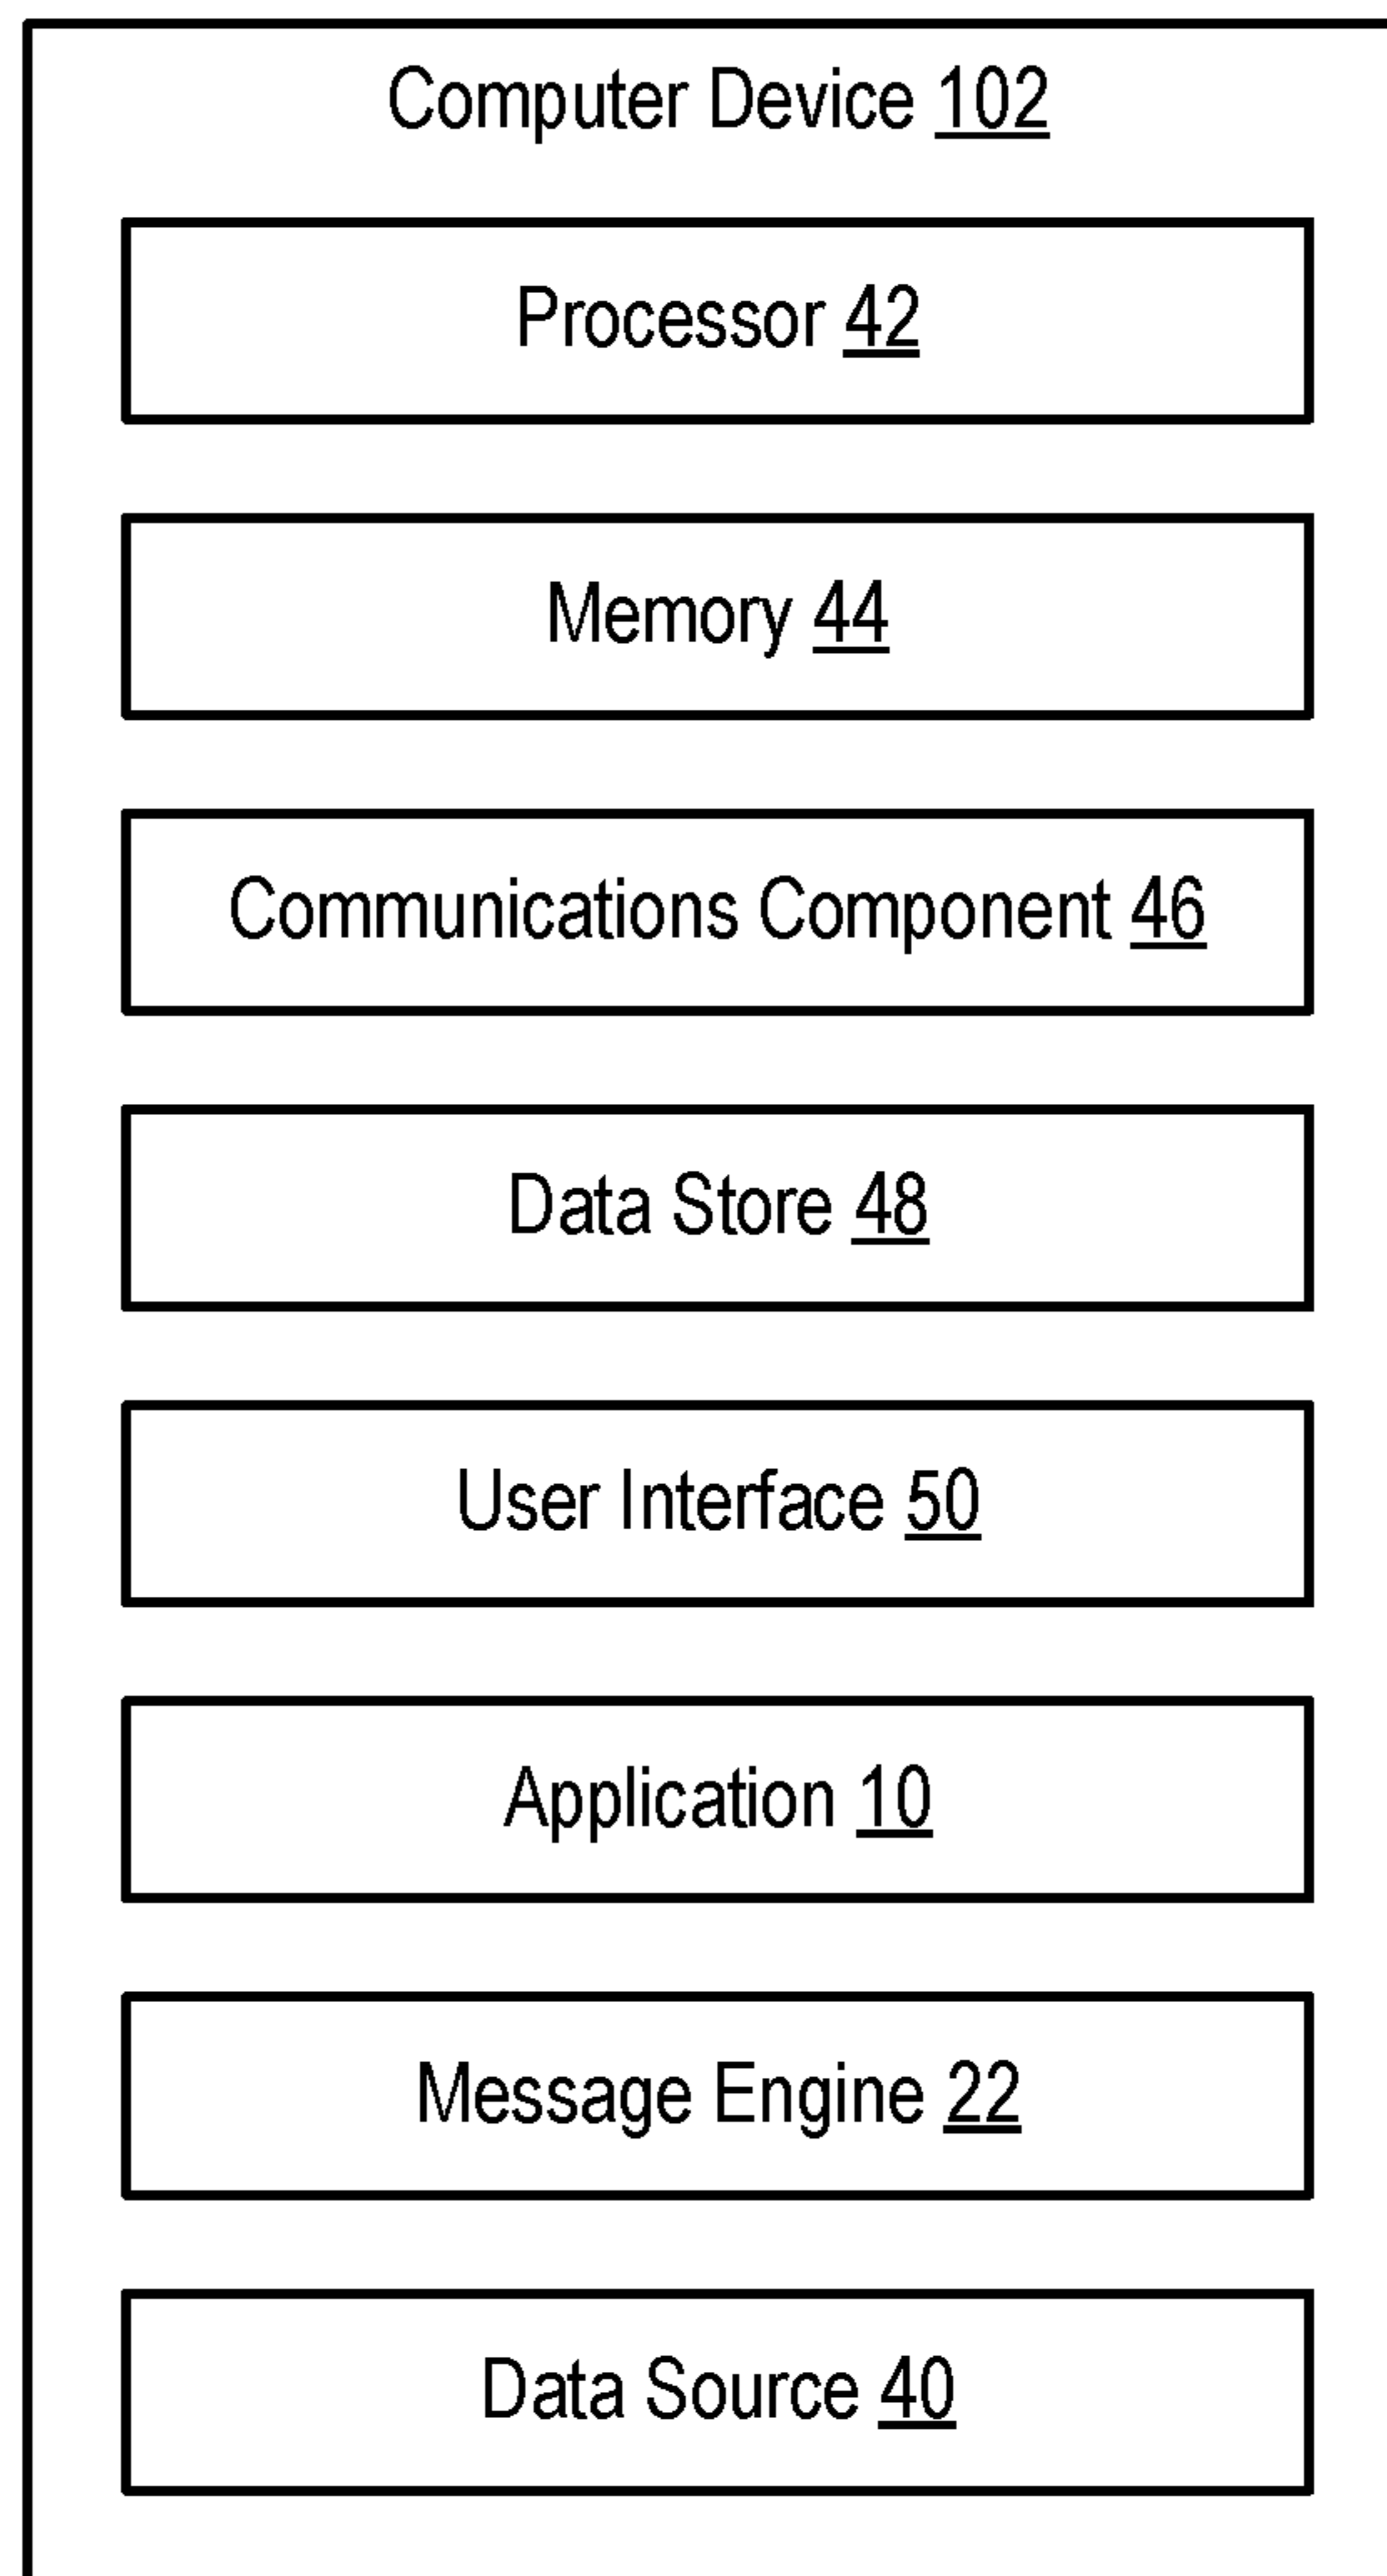 Computer Device 102
Processor 42
Memory 44
Communications Component 46
Data Store 48
User Interface 50
Application 10
Message Engine 22
Data Source 40